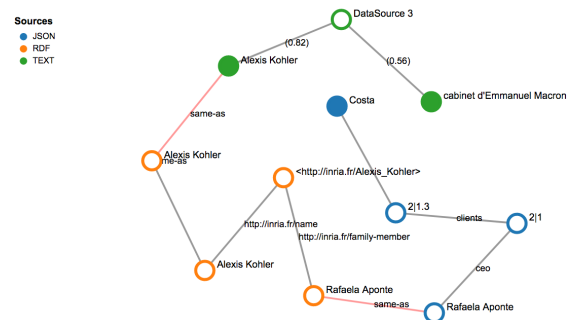 Sources
JSON
RDF
TEXT
DataSource 3
(0.82)
(0.56)
Alexis Kohler
cabinet d'Emmanuel Macron
Costa
same-as
Alexis Kohler
me-as
<http://inria.fr/Alexis_Kohler>
2|1.3
clients
2|1
http://inria.fr/name
http://inria.fr/family-member
Alexis Kohler
ceo
Rafaela Aponte
same-as
Rafaela Aponte